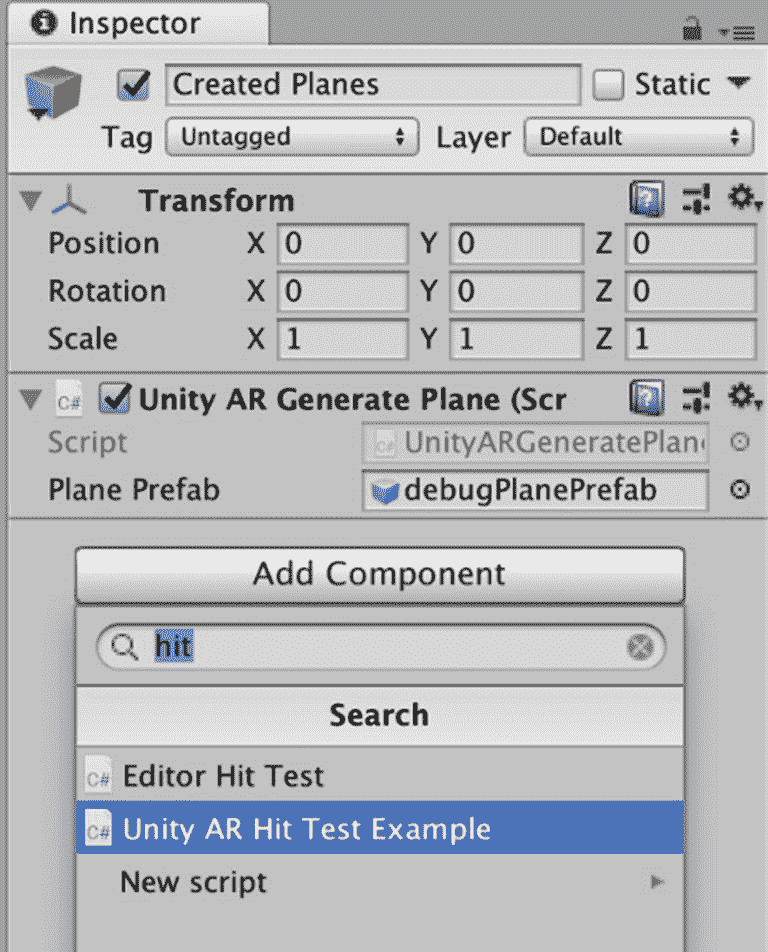 Inspector
Created Planes Static
Tag Untagged Layer Default
Transform
Position X 0 Y 0 Z 0
Rotation X 0 Y 0 Z 0
Scale X 1 Y 1 Z 1
C# Unity AR Generate Plane (Scr
Script C# UnityARGeneratePlan
Plane Prefab debugPlanePrefab
Add Component
hit
Search
C# Editor Hit Test
C# Unity AR Hit Test Example
New script